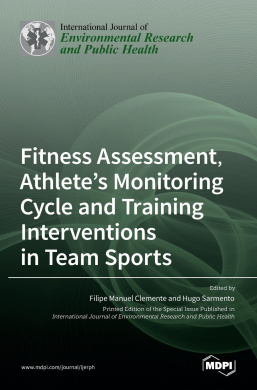 International Journal of
Environmental Research
and Public Health
Fitness Assessment,
Athlete's Monitoring
Cycle and Training
Interventions
in Team Sports
Edited by
Filipe Manuel Clemente and Hugo Sarmento
Printed Edition of the Special Issue Published in
International Journal of Environmental Research and Public Health
www.mdpi.com/journal/ijerph
MDPI